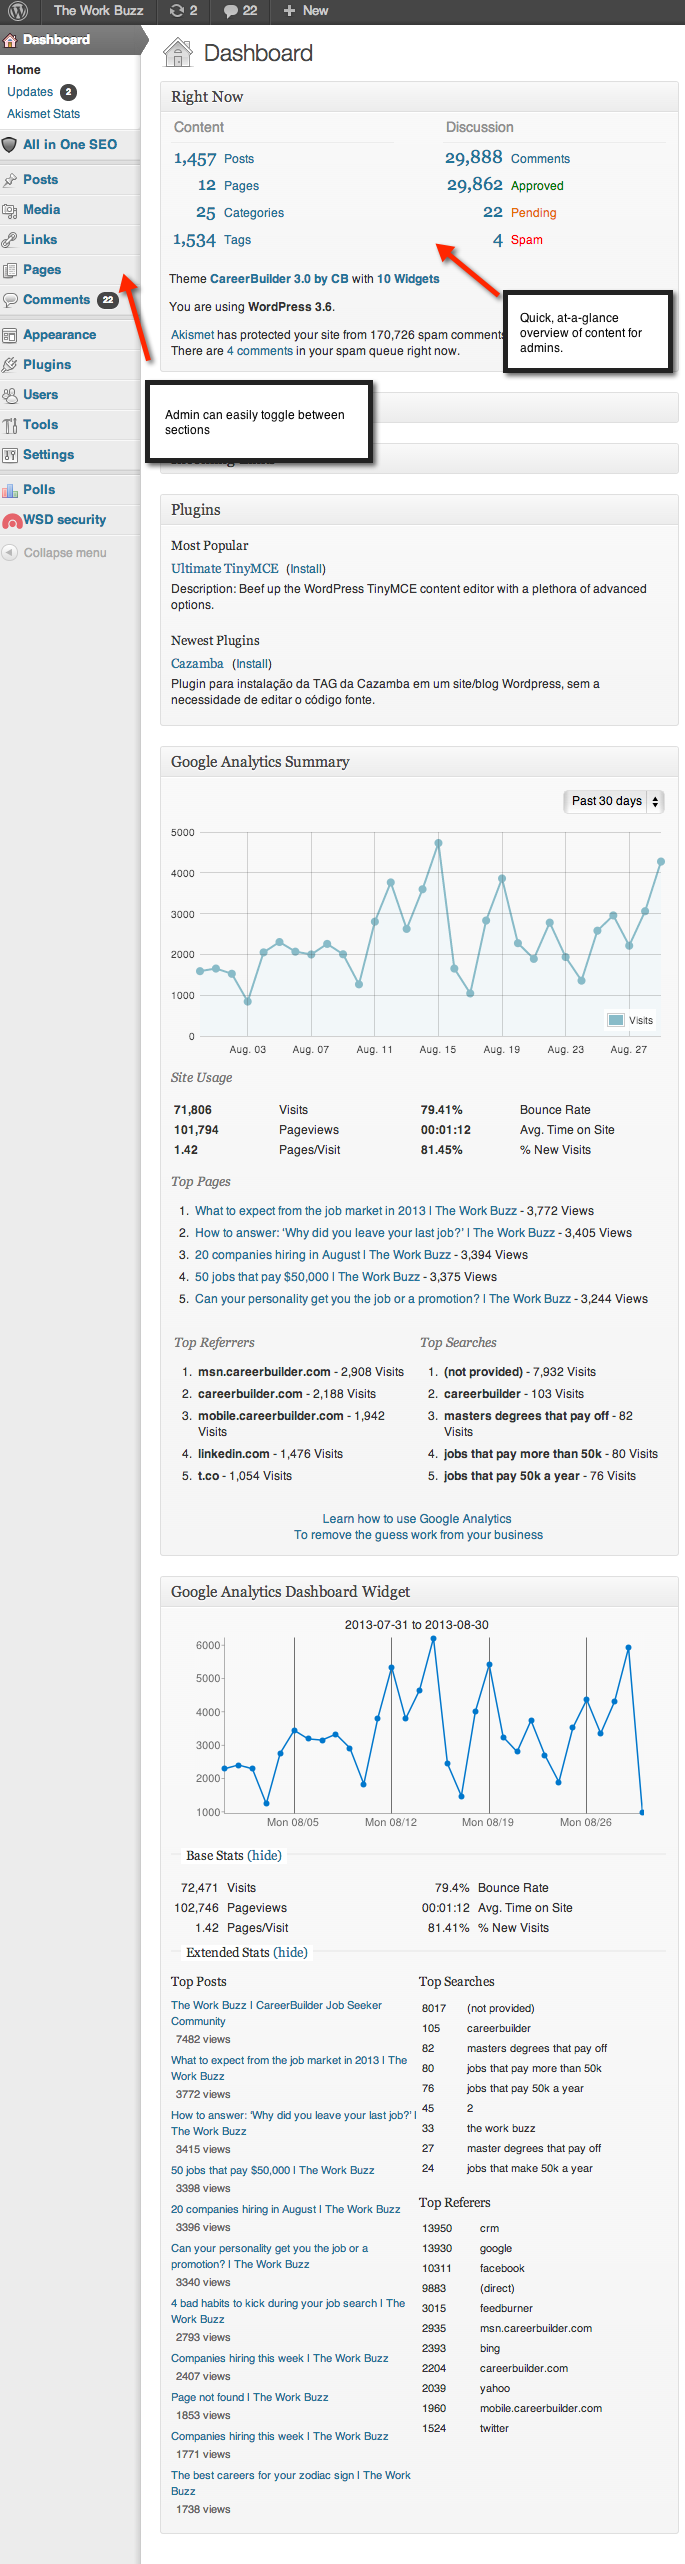 The Work Buzz 2 22 + New
Dashboard
Home
Updates 2
Akismet Stats
All in One SEO
Posts
Media
Links
Pages
Comments 22
Appearance
Plugins
Users
Tools
Settings
Polls
WSD security
Collapse menu
Dashboard
Right Now
Content
1,457 Posts
12 Pages
25 Categories
1,534 Tags
Discussion
29,888 Comments
29,862 Approved
22 Pending
4 Spam
Theme CareerBuilder 3.0 by CB with 10 Widgets
You are using WordPress 3.6.
Akismet has protected your site from 170,726 spam comments
There are 4 comments in your spam queue right now.
Quick, at-a-glance
overview of content for
admins.
Admin can easily toggle between
sections
Plugins
Most Popular
Ultimate TinyMCE (Install)
Description: Beef up the WordPress TinyMCE content editor with a plethora of advanced
options.
Newest Plugins
Cazamba (Install)
Plugin para instalação da TAG da Cazamba em um site/blog Wordpress, sem a
necessidade de editar o código fonte.
Google Analytics Summary
Past 30 days
5000
4000
3000
2000
1000
0
Visits
Aug. 03 Aug. 07 Aug. 11 Aug. 15 Aug. 19 Aug. 23 Aug. 27
Site Usage
71,806 Visits 79.41% Bounce Rate
101,794 Pageviews 00:01:12 Avg. Time on Site
1.42 Pages/Visit 81.45% % New Visits
Top Pages
1. What to expect from the job market in 2013 | The Work Buzz - 3,772 Views
2. How to answer: ‘Why did you leave your last job?’ | The Work Buzz - 3,405 Views
3. 20 companies hiring in August | The Work Buzz - 3,394 Views
4. 50 jobs that pay $50,000 | The Work Buzz - 3,375 Views
5. Can your personality get you the job or a promotion? | The Work Buzz - 3,244 Views
Top Referrers
1. msn.careerbuilder.com - 2,908 Visits
2. careerbuilder.com - 2,188 Visits
3. mobile.careerbuilder.com - 1,942
Visits
4. linkedin.com - 1,476 Visits
5. t.co - 1,054 Visits
Top Searches
1. (not provided) - 7,932 Visits
2. careerbuilder - 103 Visits
3. masters degrees that pay off - 82
Visits
4. jobs that pay more than 50k - 80 Visits
5. jobs that pay 50k a year - 76 Visits
Learn how to use Google Analytics
To remove the guess work from your business
Google Analytics Dashboard Widget
2013-07-31 to 2013-08-30
6000
5000
4000
3000
2000
1000
Mon 08/05 Mon 08/12 Mon 08/19 Mon 08/26
Base Stats (hide)
72,471 Visits 79.4% Bounce Rate
102,746 Pageviews 00:01:12 Avg. Time on Site
1.42 Pages/Visit 81.41% % New Visits
Extended Stats (hide)
Top Posts
The Work Buzz | CareerBuilder Job Seeker
Community
7482 views
What to expect from the job market in 2013 | The
Work Buzz
3772 views
How to answer: ‘Why did you leave your last job?’ |
The Work Buzz
3415 views
50 jobs that pay $50,000 | The Work Buzz
3398 views
20 companies hiring in August | The Work Buzz
3396 views
Can your personality get you the job or a
promotion? | The Work Buzz
3340 views
4 bad habits to kick during your job search | The
Work Buzz
2793 views
Companies hiring this week | The Work Buzz
2407 views
Page not found | The Work Buzz
1853 views
Companies hiring this week | The Work Buzz
1771 views
The best careers for your zodiac sign | The Work
Buzz
1738 views
Top Searches
8017 (not provided)
105 careerbuilder
82 masters degrees that pay off
80 jobs that pay more than 50k
76 jobs that pay 50k a year
45 2
33 the work buzz
27 master degrees that pay off
24 jobs that make 50k a year
Top Referers
13950 crm
13930 google
10311 facebook
9883 (direct)
3015 feedburner
2935 msn.careerbuilder.com
2393 bing
2204 careerbuilder.com
2039 yahoo
1960 mobile.careerbuilder.com
1524 twitter